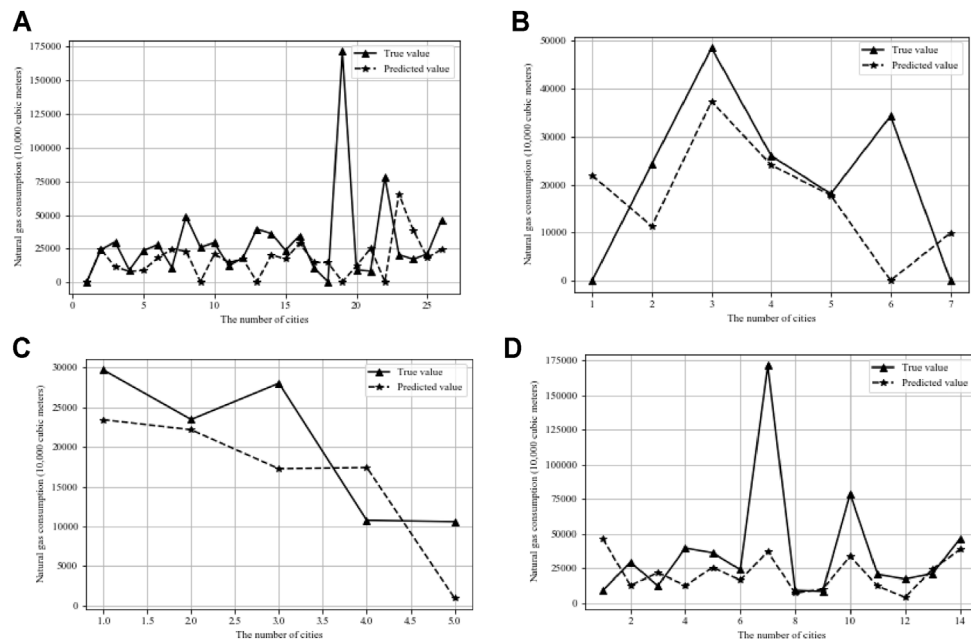 A
Natural gas consumption (10,000 cubic meters)
175000
150000
125000
100000
75000
50000
25000
0
0
5
10
15
20
25
The number of cities
True value
Predicted value
B
Natural gas consumption (10,000 cubic meters)
50000
40000
30000
20000
10000
0
1
2
3
4
5
6
7
The number of cities
True value
Predicted value
C
Natural gas consumption (10,000 cubic meters)
30000
25000
20000
15000
10000
5000
0
1.0
1.5
2.0
2.5
3.0
3.5
4.0
4.5
5.0
The number of cities
True value
Predicted value
D
Natural gas consumption (10,000 cubic meters)
175000
150000
125000
100000
75000
50000
25000
0
2
4
6
8
10
12
14
The number of cities
True value
Predicted value